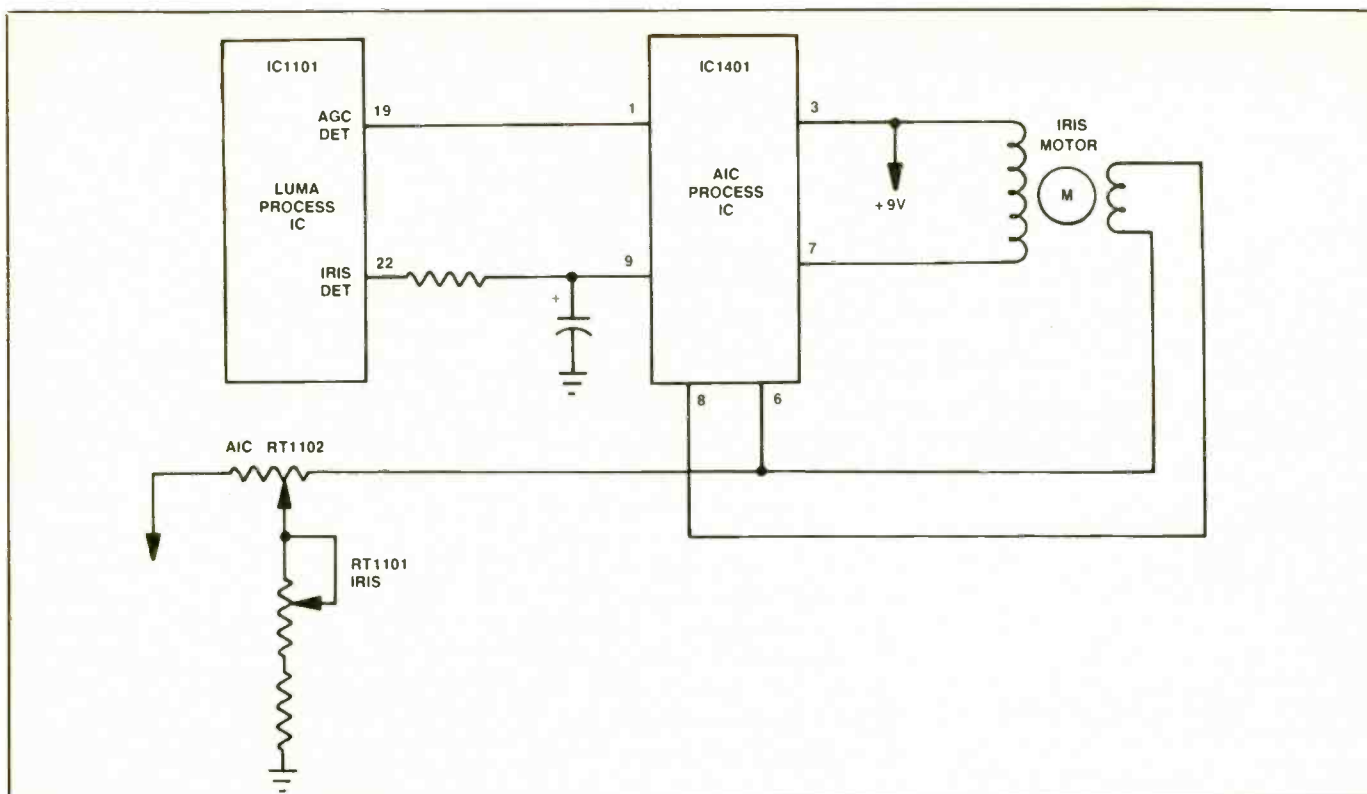 IC1101
AGC
DET
19
LUMA
PROCESS
IC
IRIS
DET
22
+
IC1401
1
3
AIC
PROCESS
IC
9
7
8
6
+9V
IRIS
MOTOR
M
AIC RT1102
RT1101
IRIS